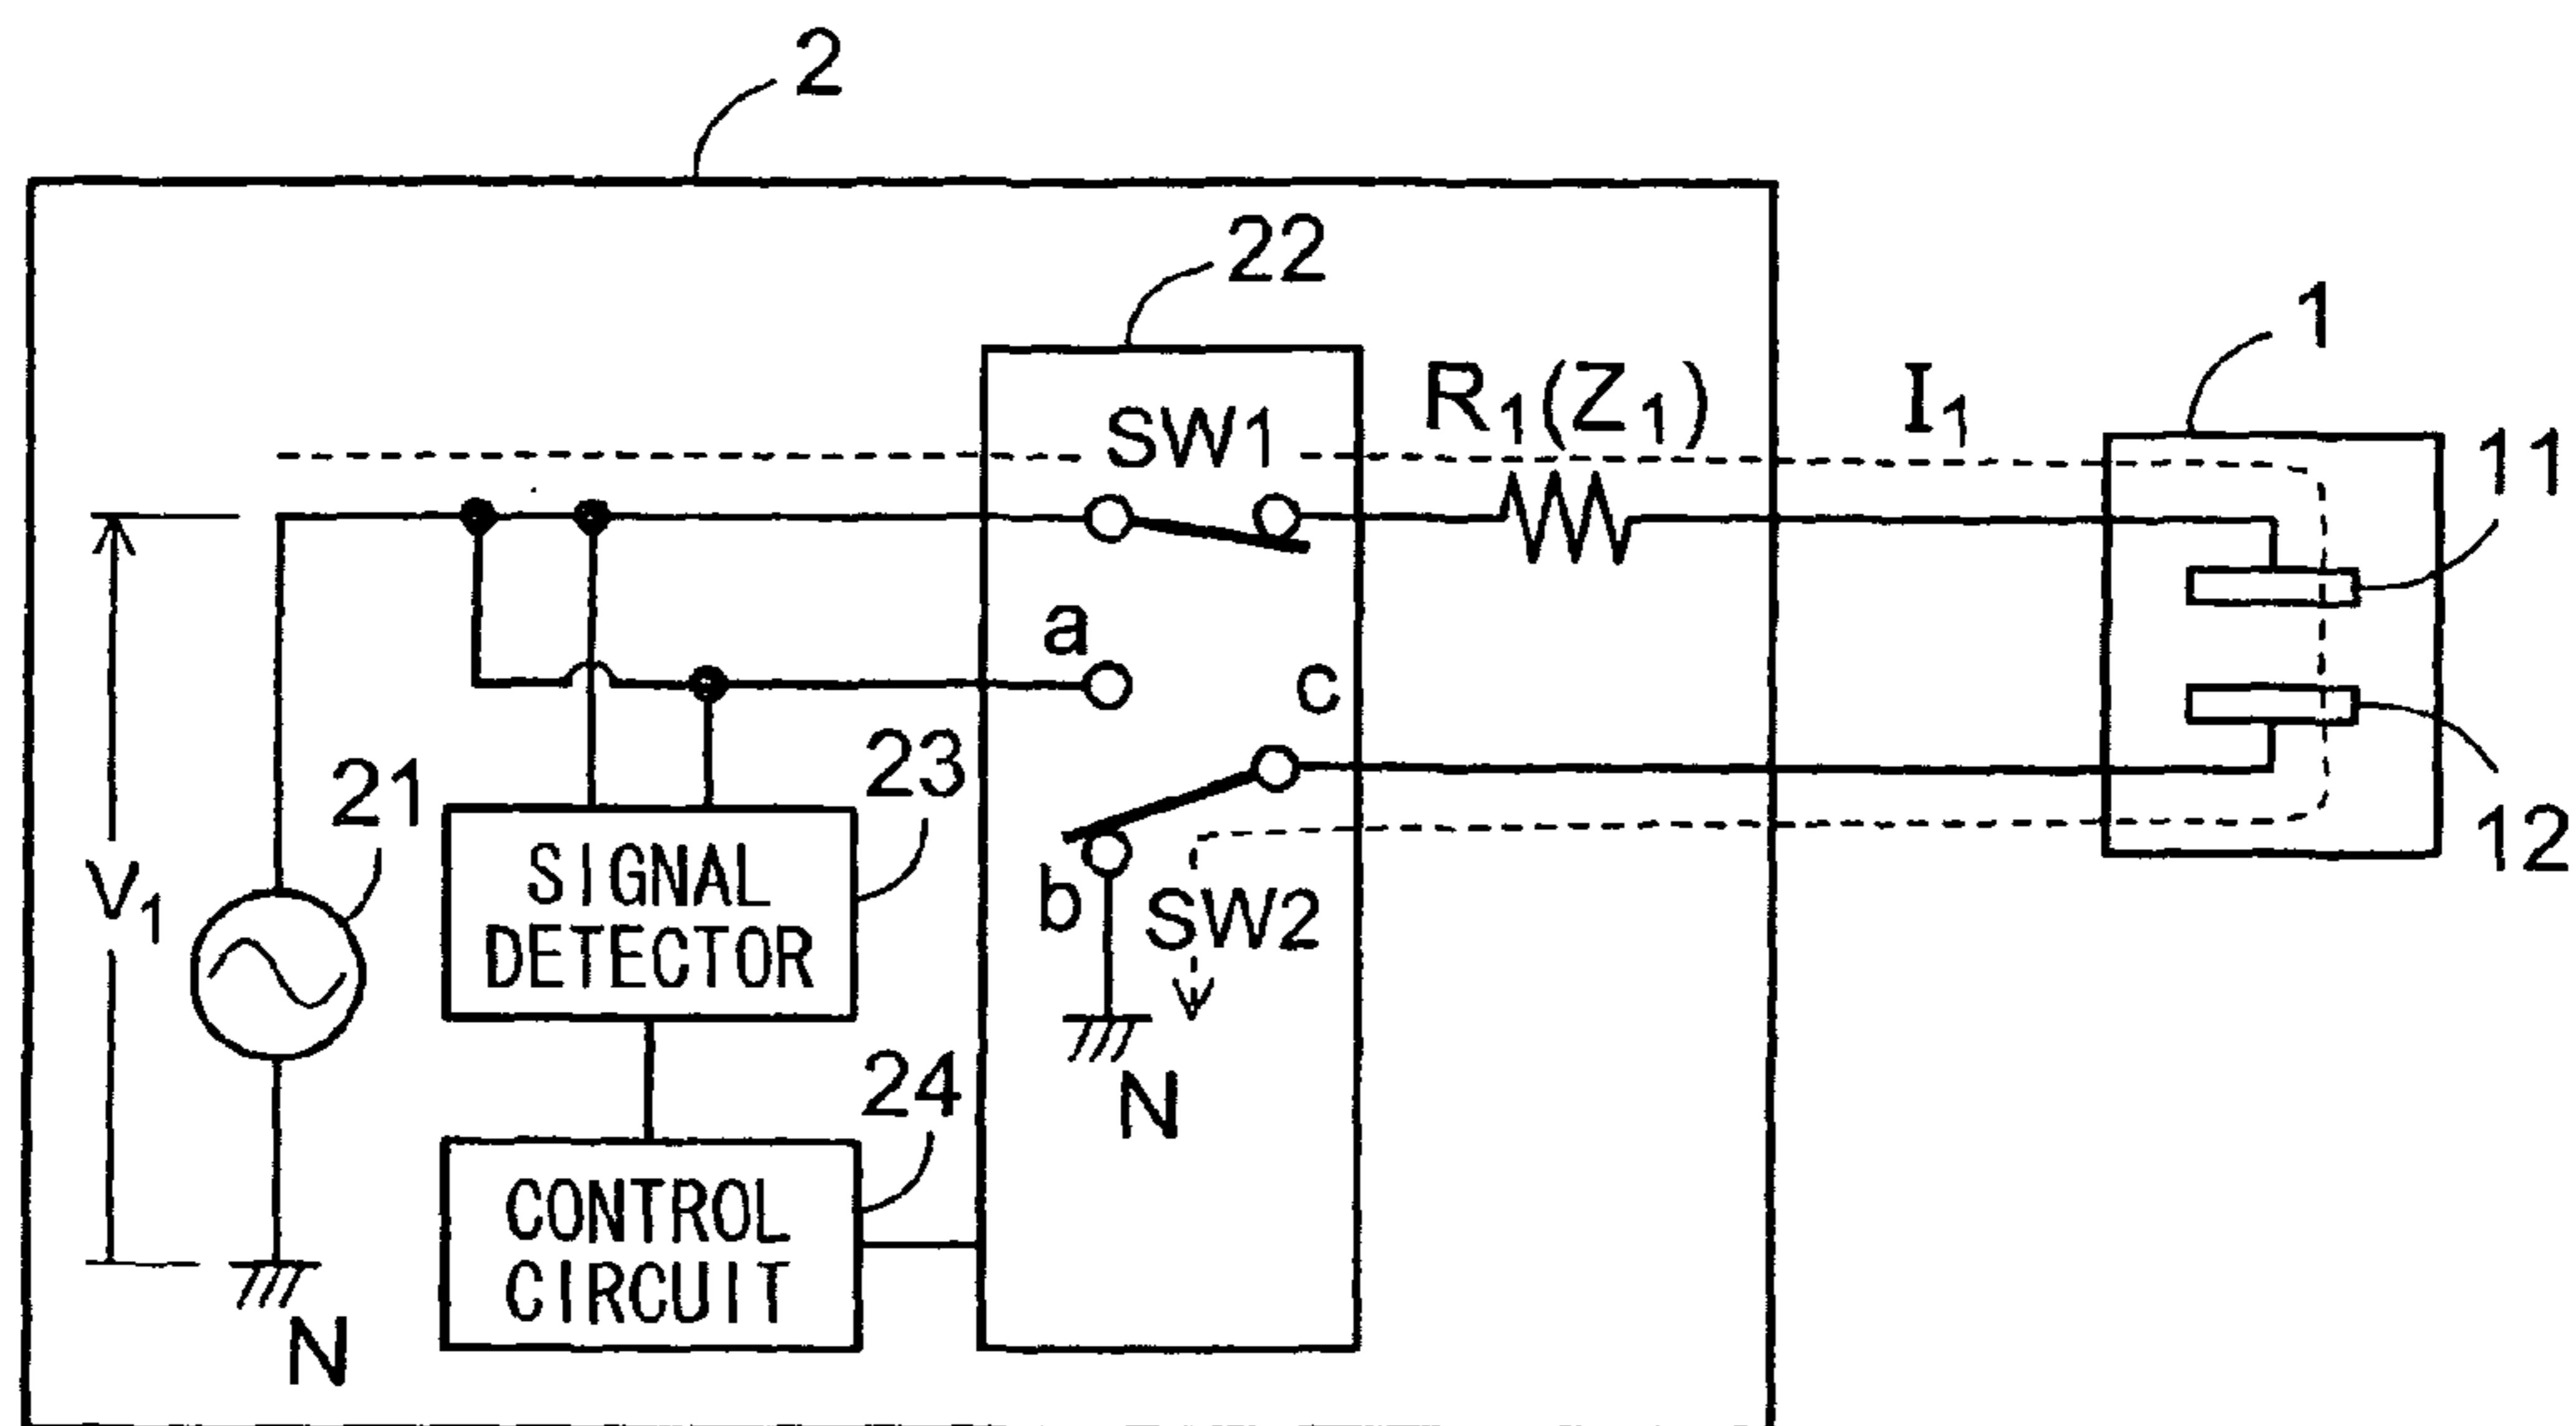 2
22
1
SW1
R₁(Z₁)
I₁
11
a
c
23
21
SIGNAL
DETECTOR
V₁
b
SW2
12
24
N
CONTROL
CIRCUIT
N